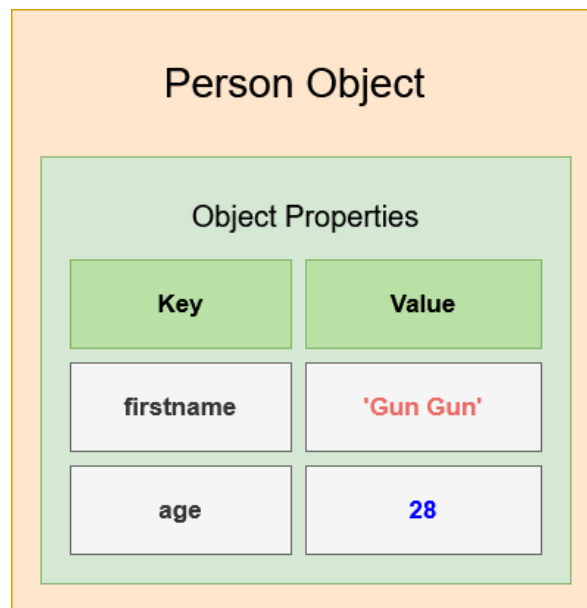 Person Object
Object Properties
Key Value
firstname 'Gun Gun'
age 28